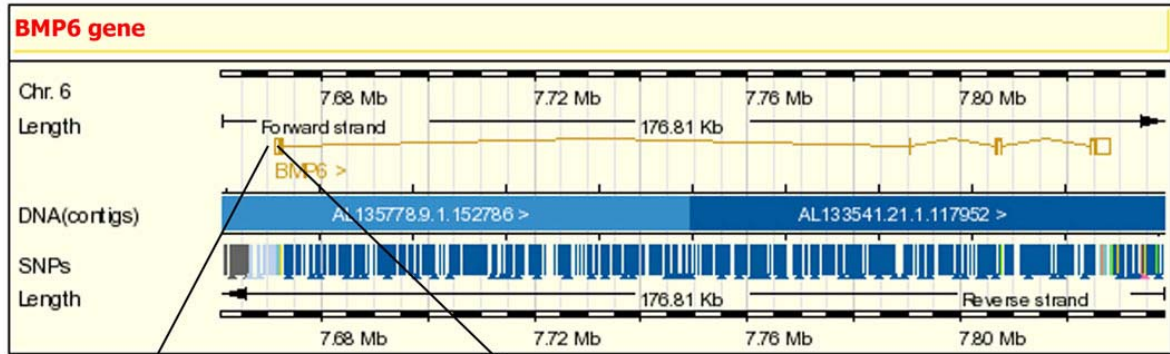 BMP6 gene
Chr. 6
7.68 Mb 7.72 Mb 7.76 Mb 7.80 Mb
Length
Forward strand 176.81 Kb
BMP6 >
DNA(contigs) AL135778.9.1.152786 > AL133541.21.1.117952 >
SNPs
Length 176.81 Kb Reverse strand
7.68 Mb 7.72 Mb 7.76 Mb 7.80 Mb